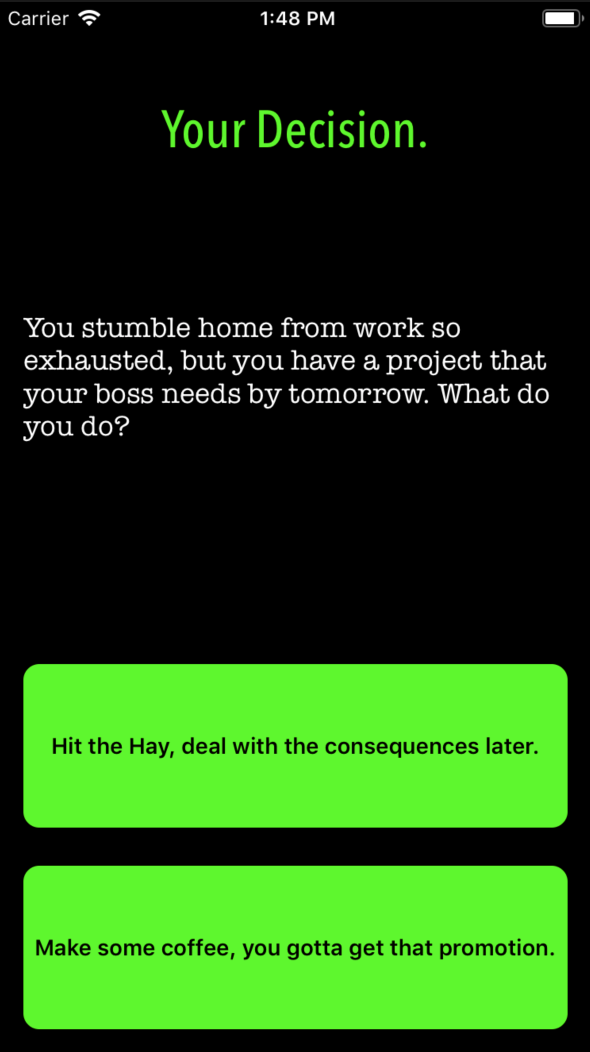 Carrier 1:48 PM
Your Decision.
You stumble home from work so
exhausted, but you have a project that
your boss needs by tomorrow. What do
you do?
Hit the Hay, deal with the consequences later.
Make some coffee, you gotta get that promotion.